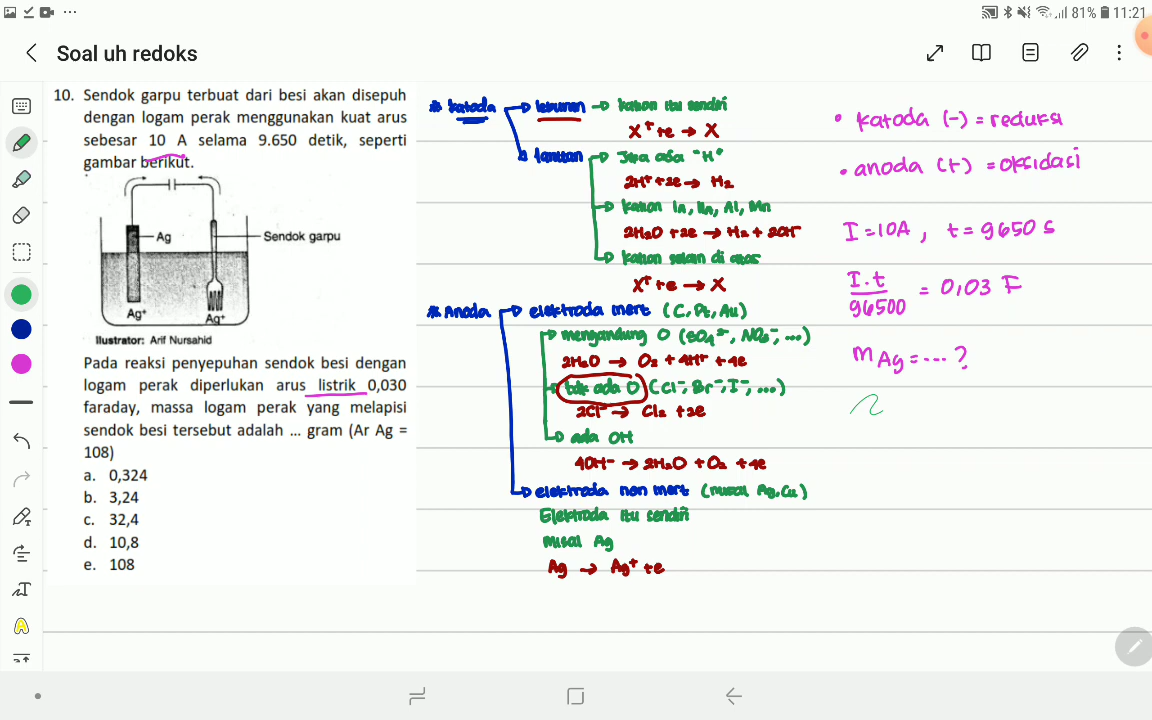 81% 11:21
Soal uh redoks
10. Sendok garpu terbuat dari besi akan disepuh
dengan logam perak menggunakan kuat arus
sebesar 10 A selama 9.650 detik, seperti
gambar berikut.
Ag
Sendok garpu
Ag⁺
Ag⁺
Ilustrator: Arif Nursahid
Pada reaksi penyepuhan sendok besi dengan
logam perak diperlukan arus listrik 0,030
faraday, massa logam perak yang melapisi
sendok besi tersebut adalah ... gram (Ar Ag =
108)
a. 0,324
b. 3,24
c. 32,4
d. 10,8
e. 108
* katoda → leburan → kation itu sendiri
X⁺ + e → X
→ larutan → Jika ada "H"
2H⁺ + 2e → H₂
→ kation IA, IIA, Al, Mn
2H₂O + 2e → H₂ + 2OH⁻
→ kation selain di atas
X⁺ + e → X
* Anoda → elektroda inert (C, Pt, Au)
→ mengandung O (SO₄²⁻, NO₃⁻, ...)
2H₂O → O₂ + 4H⁺ + 4e
→ tdk ada O (Cl⁻, Br⁻, I⁻, ...)
2Cl⁻ → Cl₂ + 2e
→ ada OH
4OH⁻ → 2H₂O + O₂ + 4e
→ elektroda non inert (misal Ag, Cu)
Elektroda itu sendiri
misal Ag
Ag → Ag⁺ + e
• katoda (-) = reduksi
• anoda (+) = oksidasi
I = 10A , t = 9650 s
I.t
96500
= 0,03 F
m Ag = ... ?